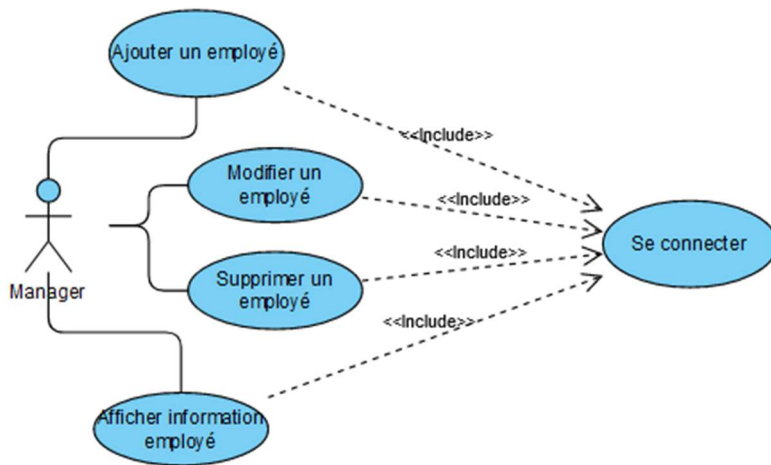 Ajouter un employé
<<Include>>
Modifier un
employé
<<Include>>
Se connecter
<<Include>>
Supprimer un
employé
Manager
<<Include>>
Afficher information
employé